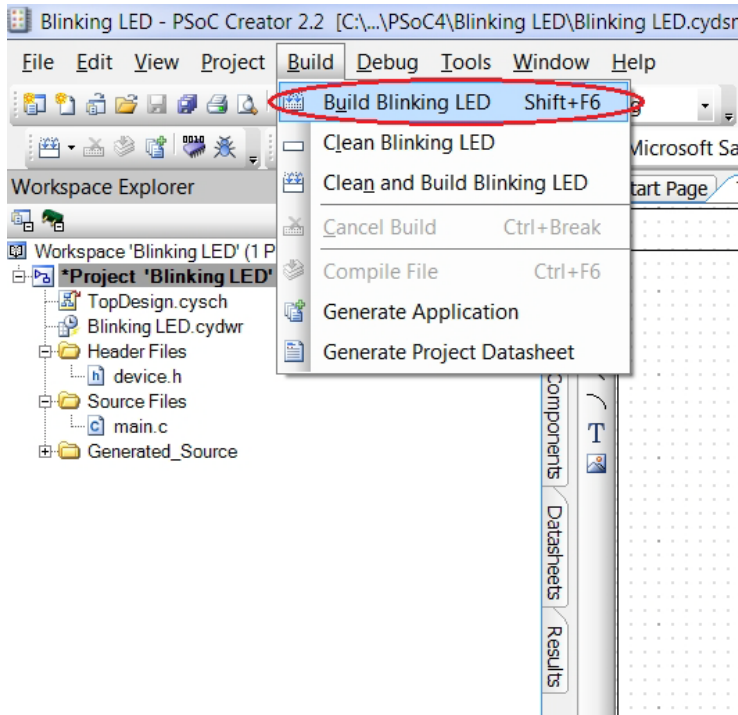 Blinking LED - PSoC Creator 2.2 [C:\...\PSoC4\Blinking LED\Blinking LED.cydsn
File Edit View Project Build Debug Tools Window Help
Build Blinking LED Shift+F6
Clean Blinking LED
Microsoft Sa
Workspace Explorer
Clean and Build Blinking LED
tart Page
Cancel Build Ctrl+Break
Workspace 'Blinking LED' (1 P
*Project 'Blinking LED'
Compile File Ctrl+F6
TopDesign.cysch
Generate Application
Blinking LED.cydwr
Header Files
Generate Project Datasheet
device.h
Source Files
main.c
Generated_Source
Components
T
Datasheets
Results